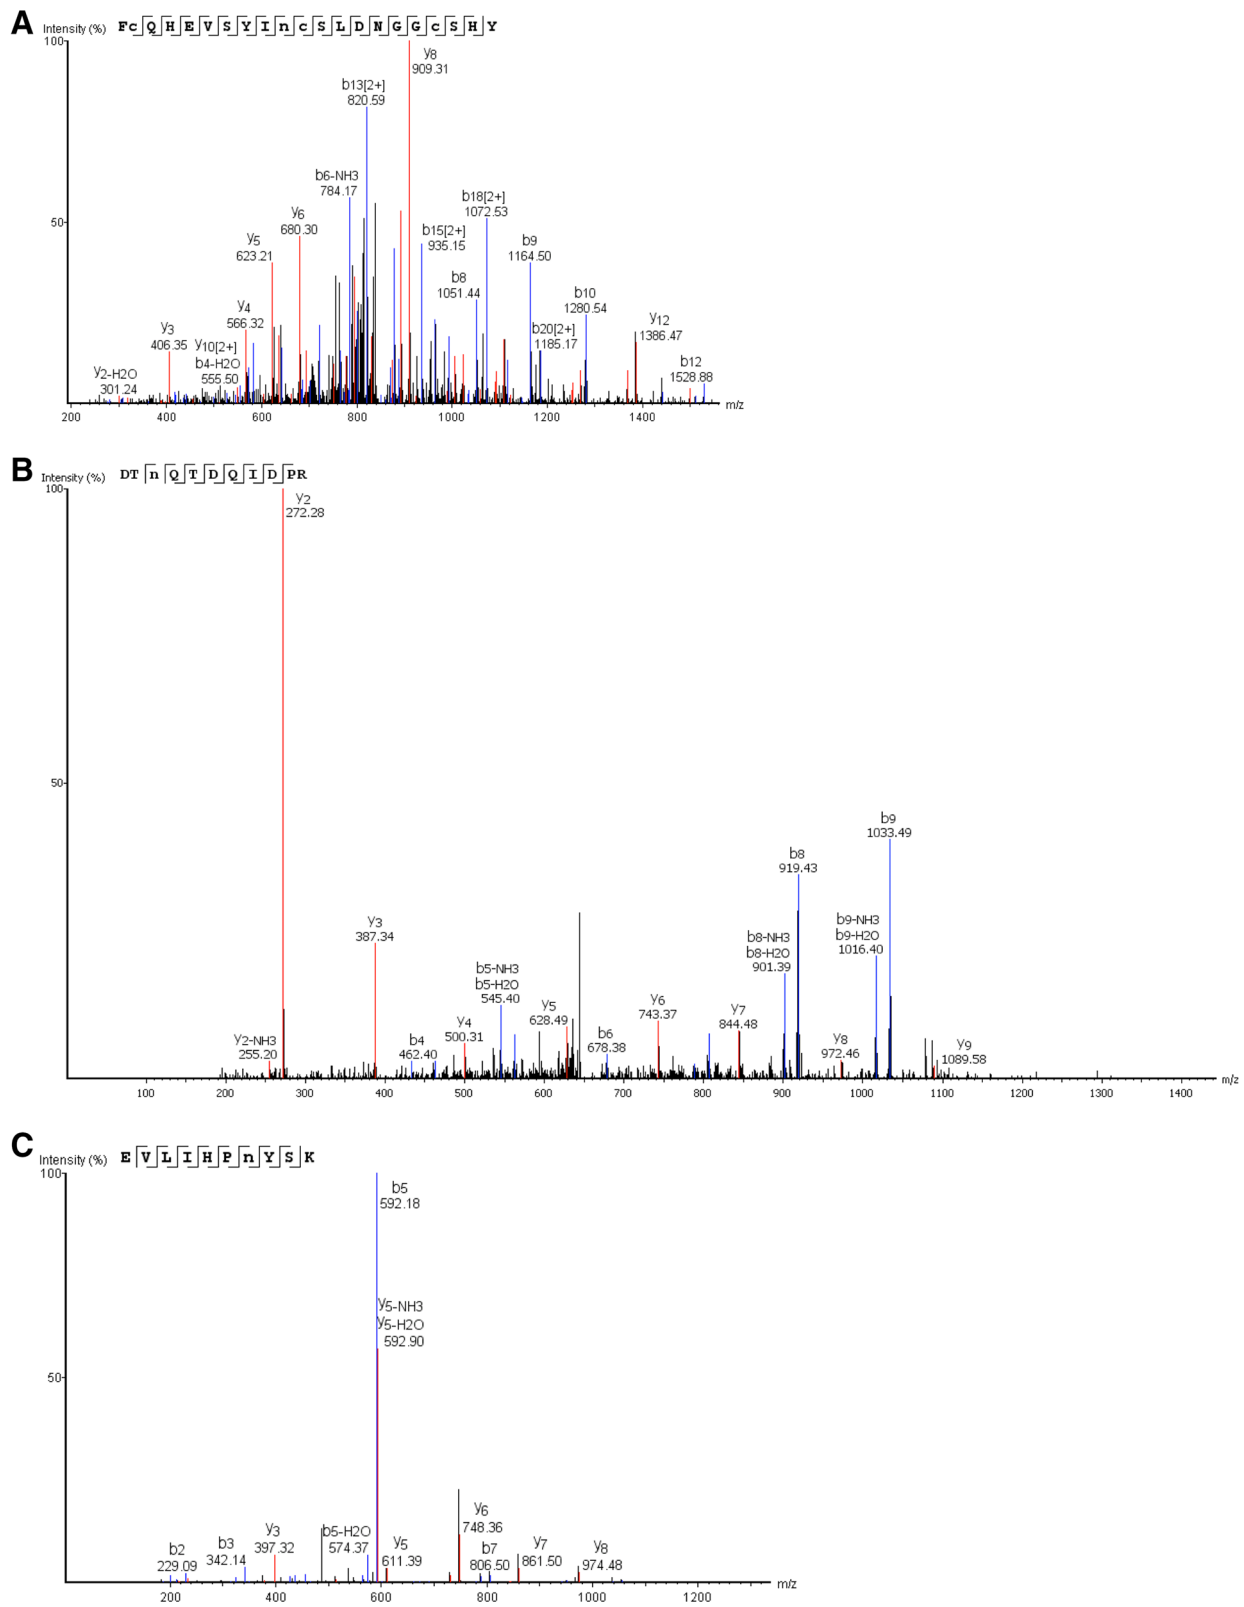 A
Intensity (%)
FcQHEVSYIncSLDNGGcSHY
100
y8
909.31
b13[2+]
820.59
b6-NH3
784.17
50
b18[2+]
1072.53
y6
680.30
b15[2+]
935.15
b9
1164.50
y5
623.21
b8
1051.44
b10
1280.54
y4
566.32
y3
406.35
y10[2+]
b4-H2O
555.50
b20[2+]
1185.17
y12
1386.47
y2-H2O
301.24
b12
1528.88
200 400 600 800 1000 1200 1400 m/z
B
Intensity (%)
DTnQTDQIDPR
100
y2
272.28
50
b9
1033.49
b8
919.43
y3
387.34
b8-NH3
b8-H2O
901.39
b9-NH3
b9-H2O
1016.40
b5-NH3
b5-H2O
545.40
y5
628.49
y6
743.37
y7
844.48
y4
500.31
y2-NH3
255.20
b4
462.40
b6
678.38
y8
972.46
y9
1089.58
100 200 300 400 500 600 700 800 900 1000 1100 1200 1300 1400 m/z
C
Intensity (%)
EVLIHPnYSK
100
b5
592.18
y5-NH3
y5-H2O
592.90
50
y6
748.36
b2
229.09
b3
342.14
y3
397.32
b5-H2O
574.37
y5
611.39
b7
806.50
y7
861.50
y8
974.48
200 400 600 800 1000 1200 m/z